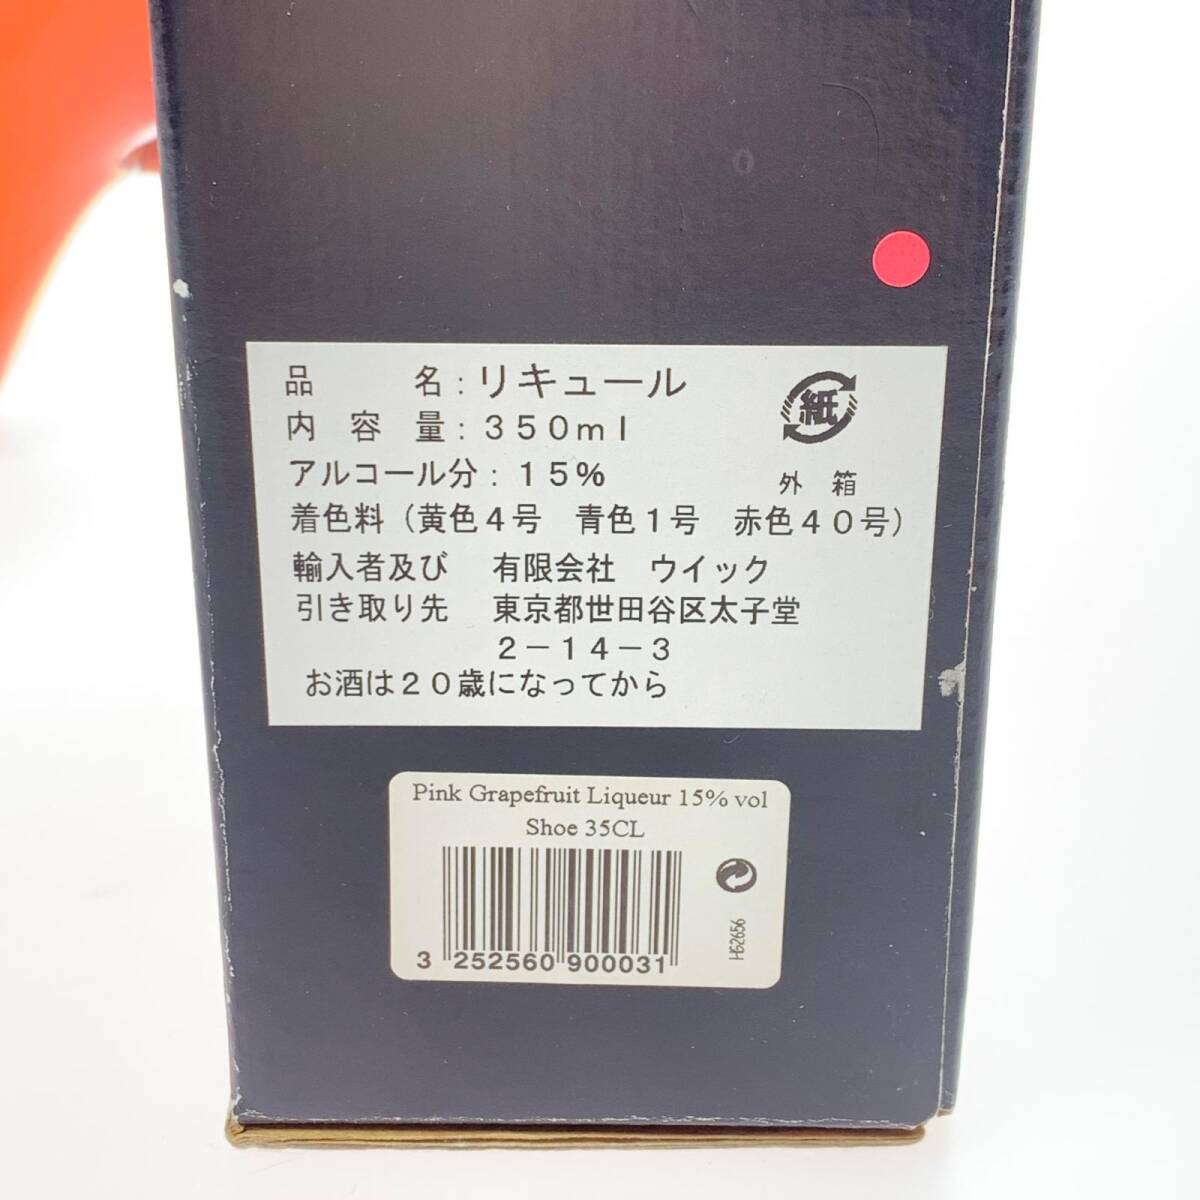 品　　名：リキュール
内 容 量：３５０ｍｌ
アルコール分：１５％
紙
外 箱
着色料（黄色４号　青色１号　赤色４０号）
輸入者及び　有限会社　ウイック
引き取り先　東京都世田谷区太子堂
２－１４－３
お酒は２０歳になってから
Pink Grapefruit Liqueur 15% vol
Shoe 35CL
3 252560 900031
HG2656